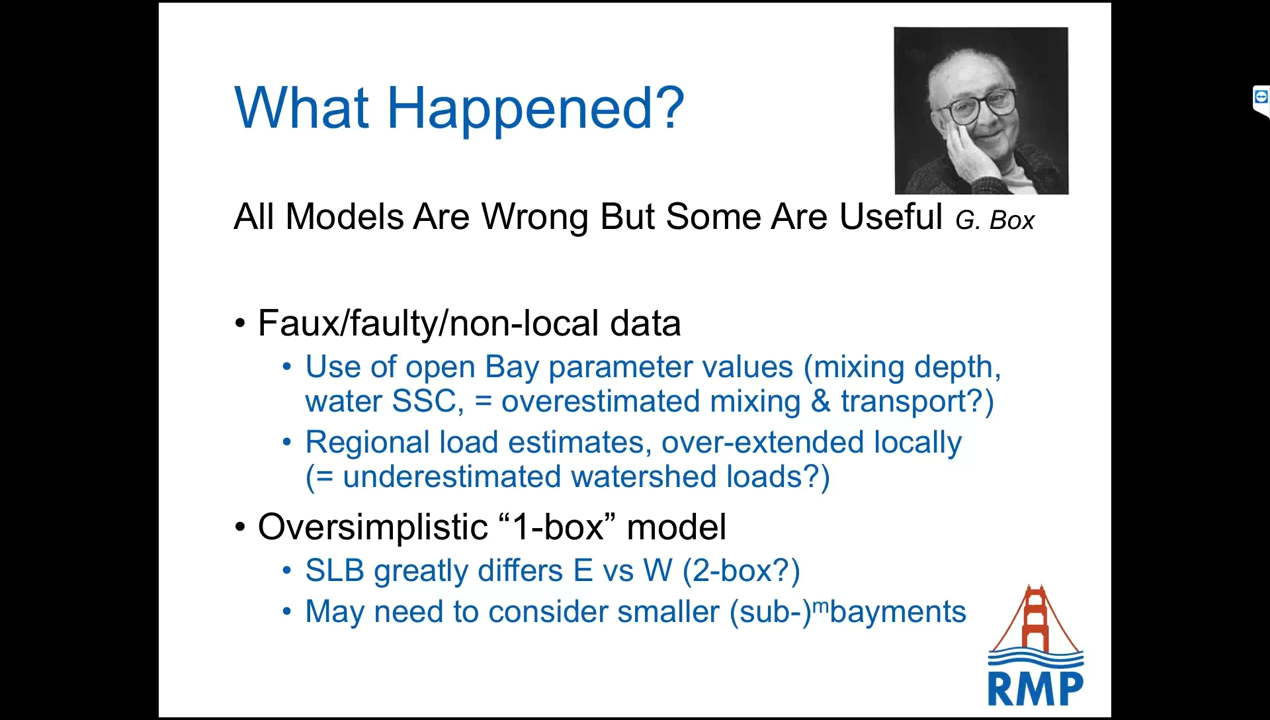 What Happened?
All Models Are Wrong But Some Are Useful G. Box
• Faux/faulty/non-local data
• Use of open Bay parameter values (mixing depth,
water SSC, = overestimated mixing & transport?)
• Regional load estimates, over-extended locally
(= underestimated watershed loads?)
• Oversimplistic “1-box” model
• SLB greatly differs E vs W (2-box?)
• May need to consider smaller (sub-)ᵐbayments
RMP